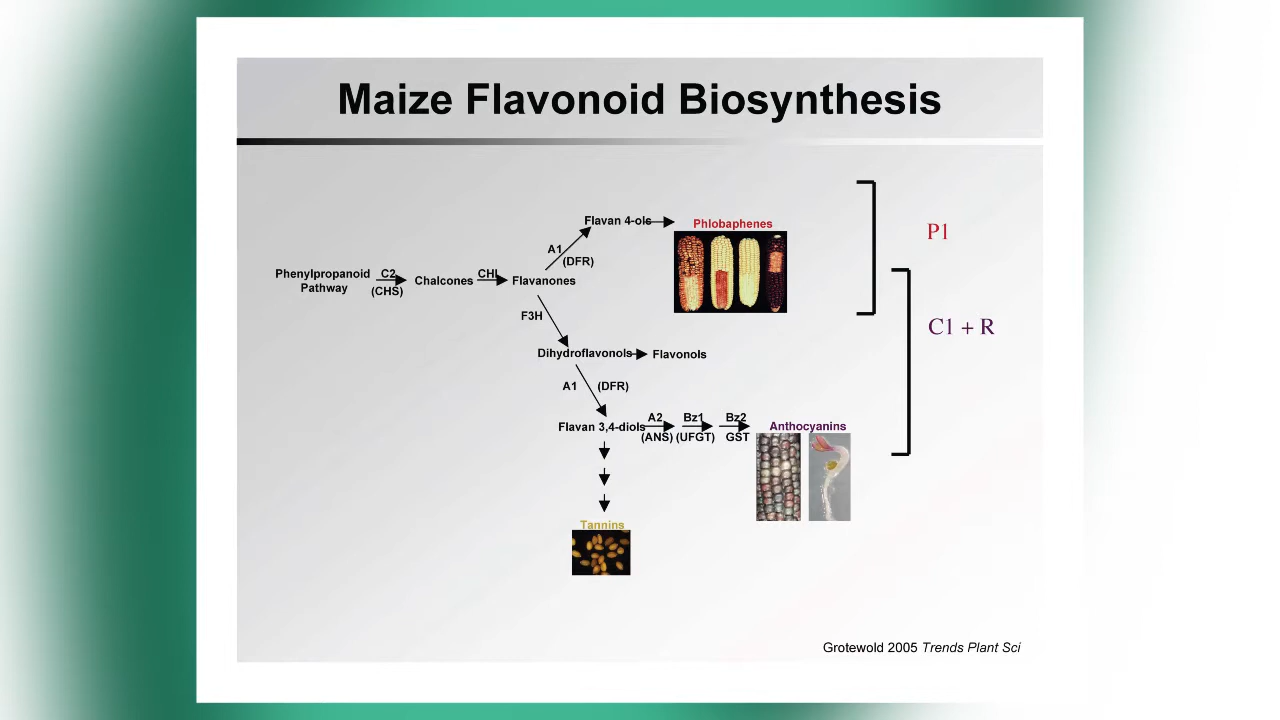 Maize Flavonoid Biosynthesis
Flavan 4-ols
Phlobaphenes
P1
A1
(DFR)
Phenylpropanoid
Pathway
C2
(CHS)
Chalcones
CHI
Flavanones
F3H
C1 + R
Dihydroflavonols
Flavonols
A1
(DFR)
Flavan 3,4-diols
A2
(ANS)
Bz1
(UFGT)
Bz2
GST
Anthocyanins
Tannins
Grotewold 2005 Trends Plant Sci